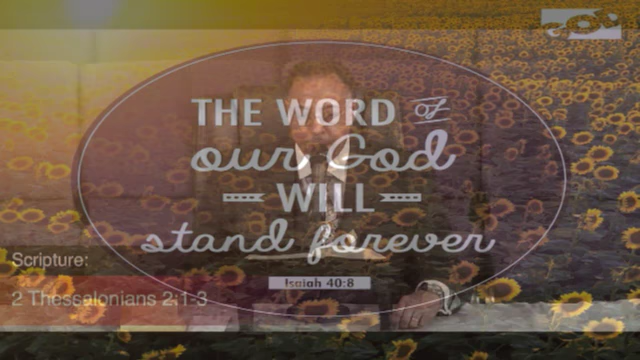 THE WORD of
our God
WILL
stand forever
Isaiah 40:8
Scripture:
2 Thessalonians 2:1-3